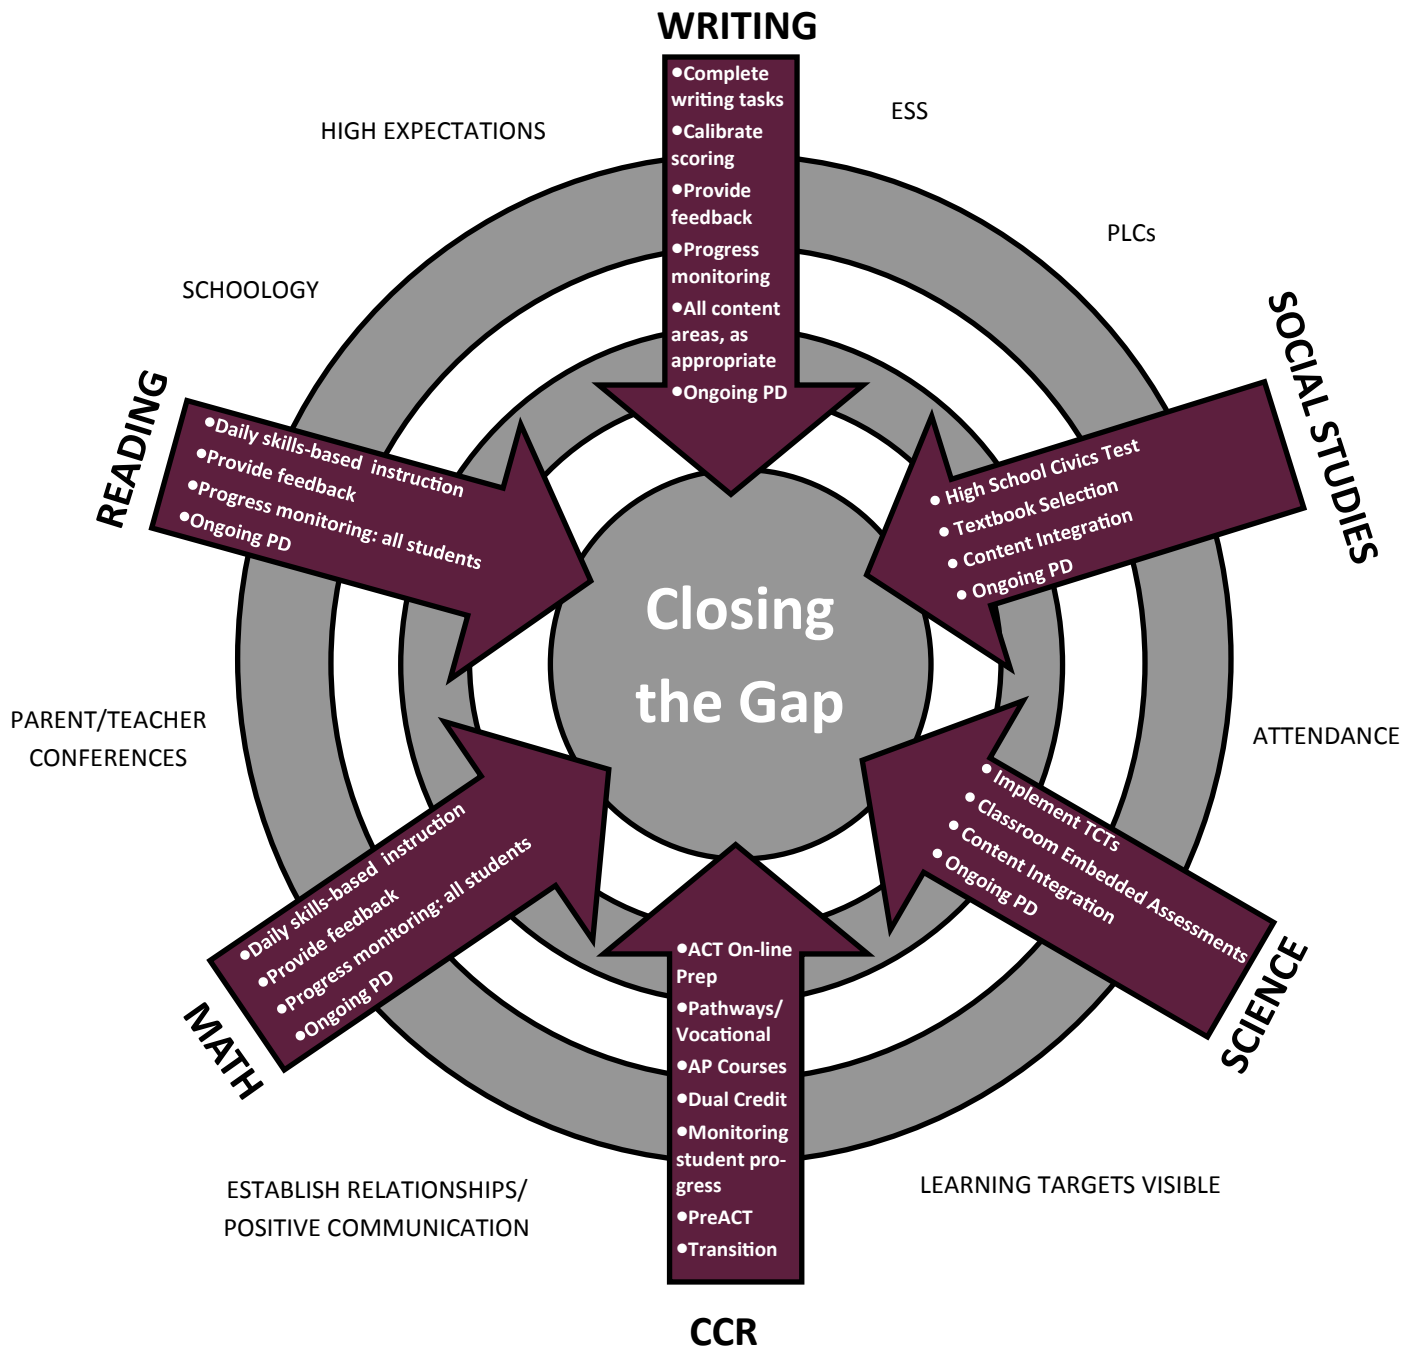 WRITING
●Complete
writing tasks
●Calibrate
scoring
●Provide
feedback
●Progress
monitoring
●All content
areas, as
appropriate
●Ongoing PD
ESS
HIGH EXPECTATIONS
PLCs
SCHOOLOGY
SOCIAL STUDIES
● High School Civics Test
● Textbook Selection
● Content Integration
● Ongoing PD
READING
●Daily skills-based instruction
●Provide feedback
●Progress monitoring: all students
●Ongoing PD
Closing
the Gap
PARENT/TEACHER
CONFERENCES
ATTENDANCE
MATH
●Daily skills-based instruction
●Provide feedback
●Progress monitoring: all students
●Ongoing PD
SCIENCE
● Implement TCTs
● Classroom Embedded Assessments
● Content Integration
● Ongoing PD
●ACT On-line
Prep
●Pathways/
Vocational
●AP Courses
●Dual Credit
●Monitoring
student pro-
gress
●PreACT
●Transition
CCR
ESTABLISH RELATIONSHIPS/
POSITIVE COMMUNICATION
LEARNING TARGETS VISIBLE